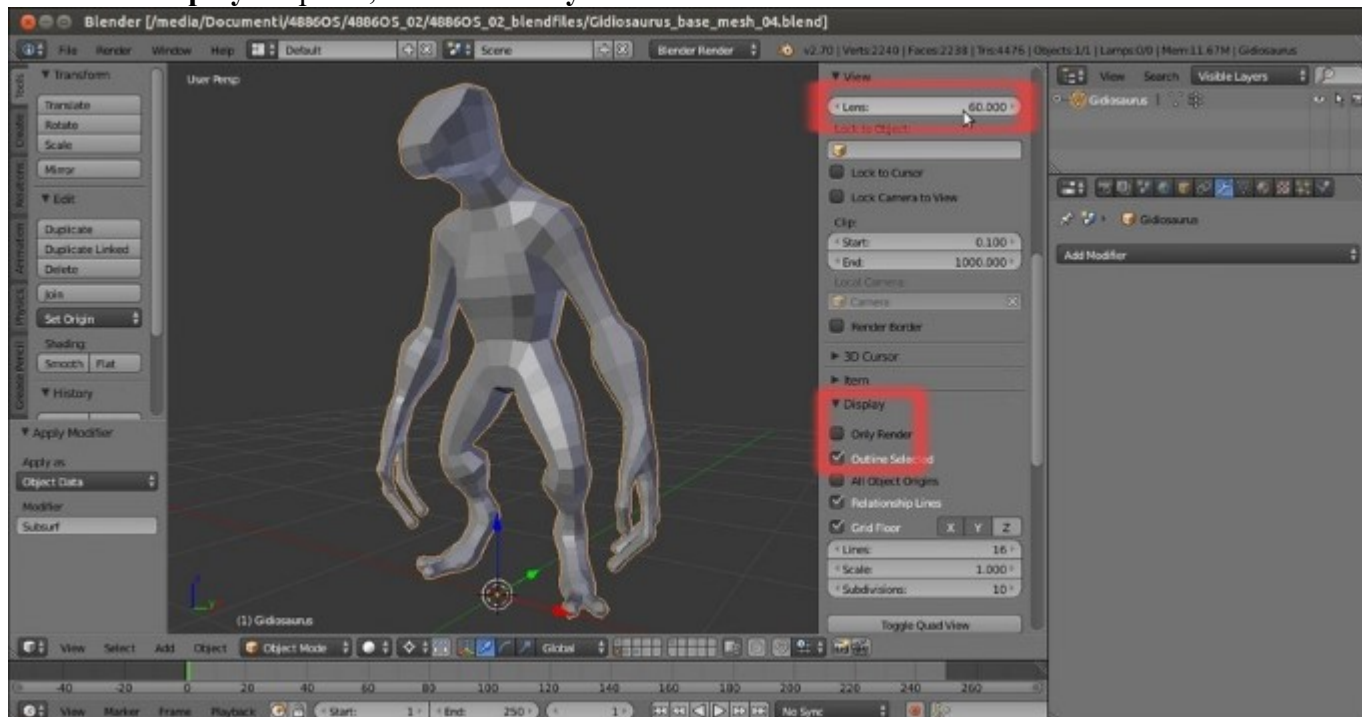 Blender [/media/Documenti/4886OS/4886OS_02/4886OS_02_blendfiles/Gidiosaurus_base_mesh_04.blend]
File Render Window Help Default Scene Blender Render v2.70 | Verts:2240 | Faces:2238 | Tris:4476 | Objects:1/1 | Lamps:0/0 | Mem:11.67M | Gidiosaurus
Tools
Create
Relations
Animation
Physics
Grease Pencil
Transform
Translate
Rotate
Scale
Mirror
Edit
Duplicate
Duplicate Linked
Delete
Join
Set Origin
Shading:
Smooth Flat
History
Apply Modifier
Apply as
Object Data
Modifier
Subsurf
User Persp
(1) Gidiosaurus
View
Lens: 60.000
Lock to Object:
Lock to Cursor
Lock Camera to View
Clip:
Start: 0.100
End: 1000.000
Local Camera:
Camera
Render Border
3D Cursor
Item
Display
Only Render
Outline Selected
All Object Origins
Relationship Lines
Grid Floor X Y Z
Lines: 16
Scale: 1.000
Subdivisions: 10
Toggle Quad View
View Search Visible Layers
Gidiosaurus
Gidiosaurus
Add Modifier
View Select Add Object Object Mode Global
-40 -20 0 20 40 60 80 100 120 140 160 180 200 220 240 260
View Marker Frame Playback Start: 1 End: 250 1 No Sync